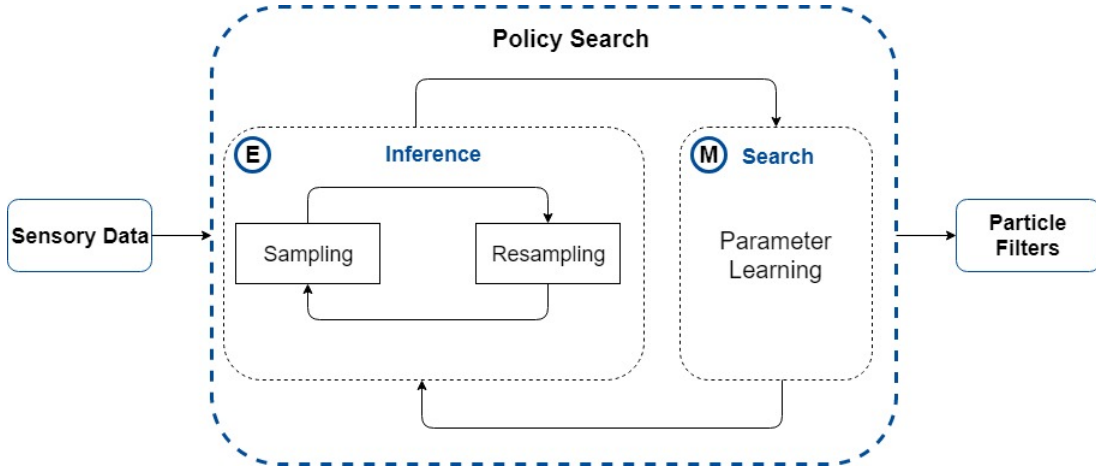 Policy Search
E
Inference
M
Search
Sensory Data
Sampling
Resampling
Parameter
Learning
Particle
Filters